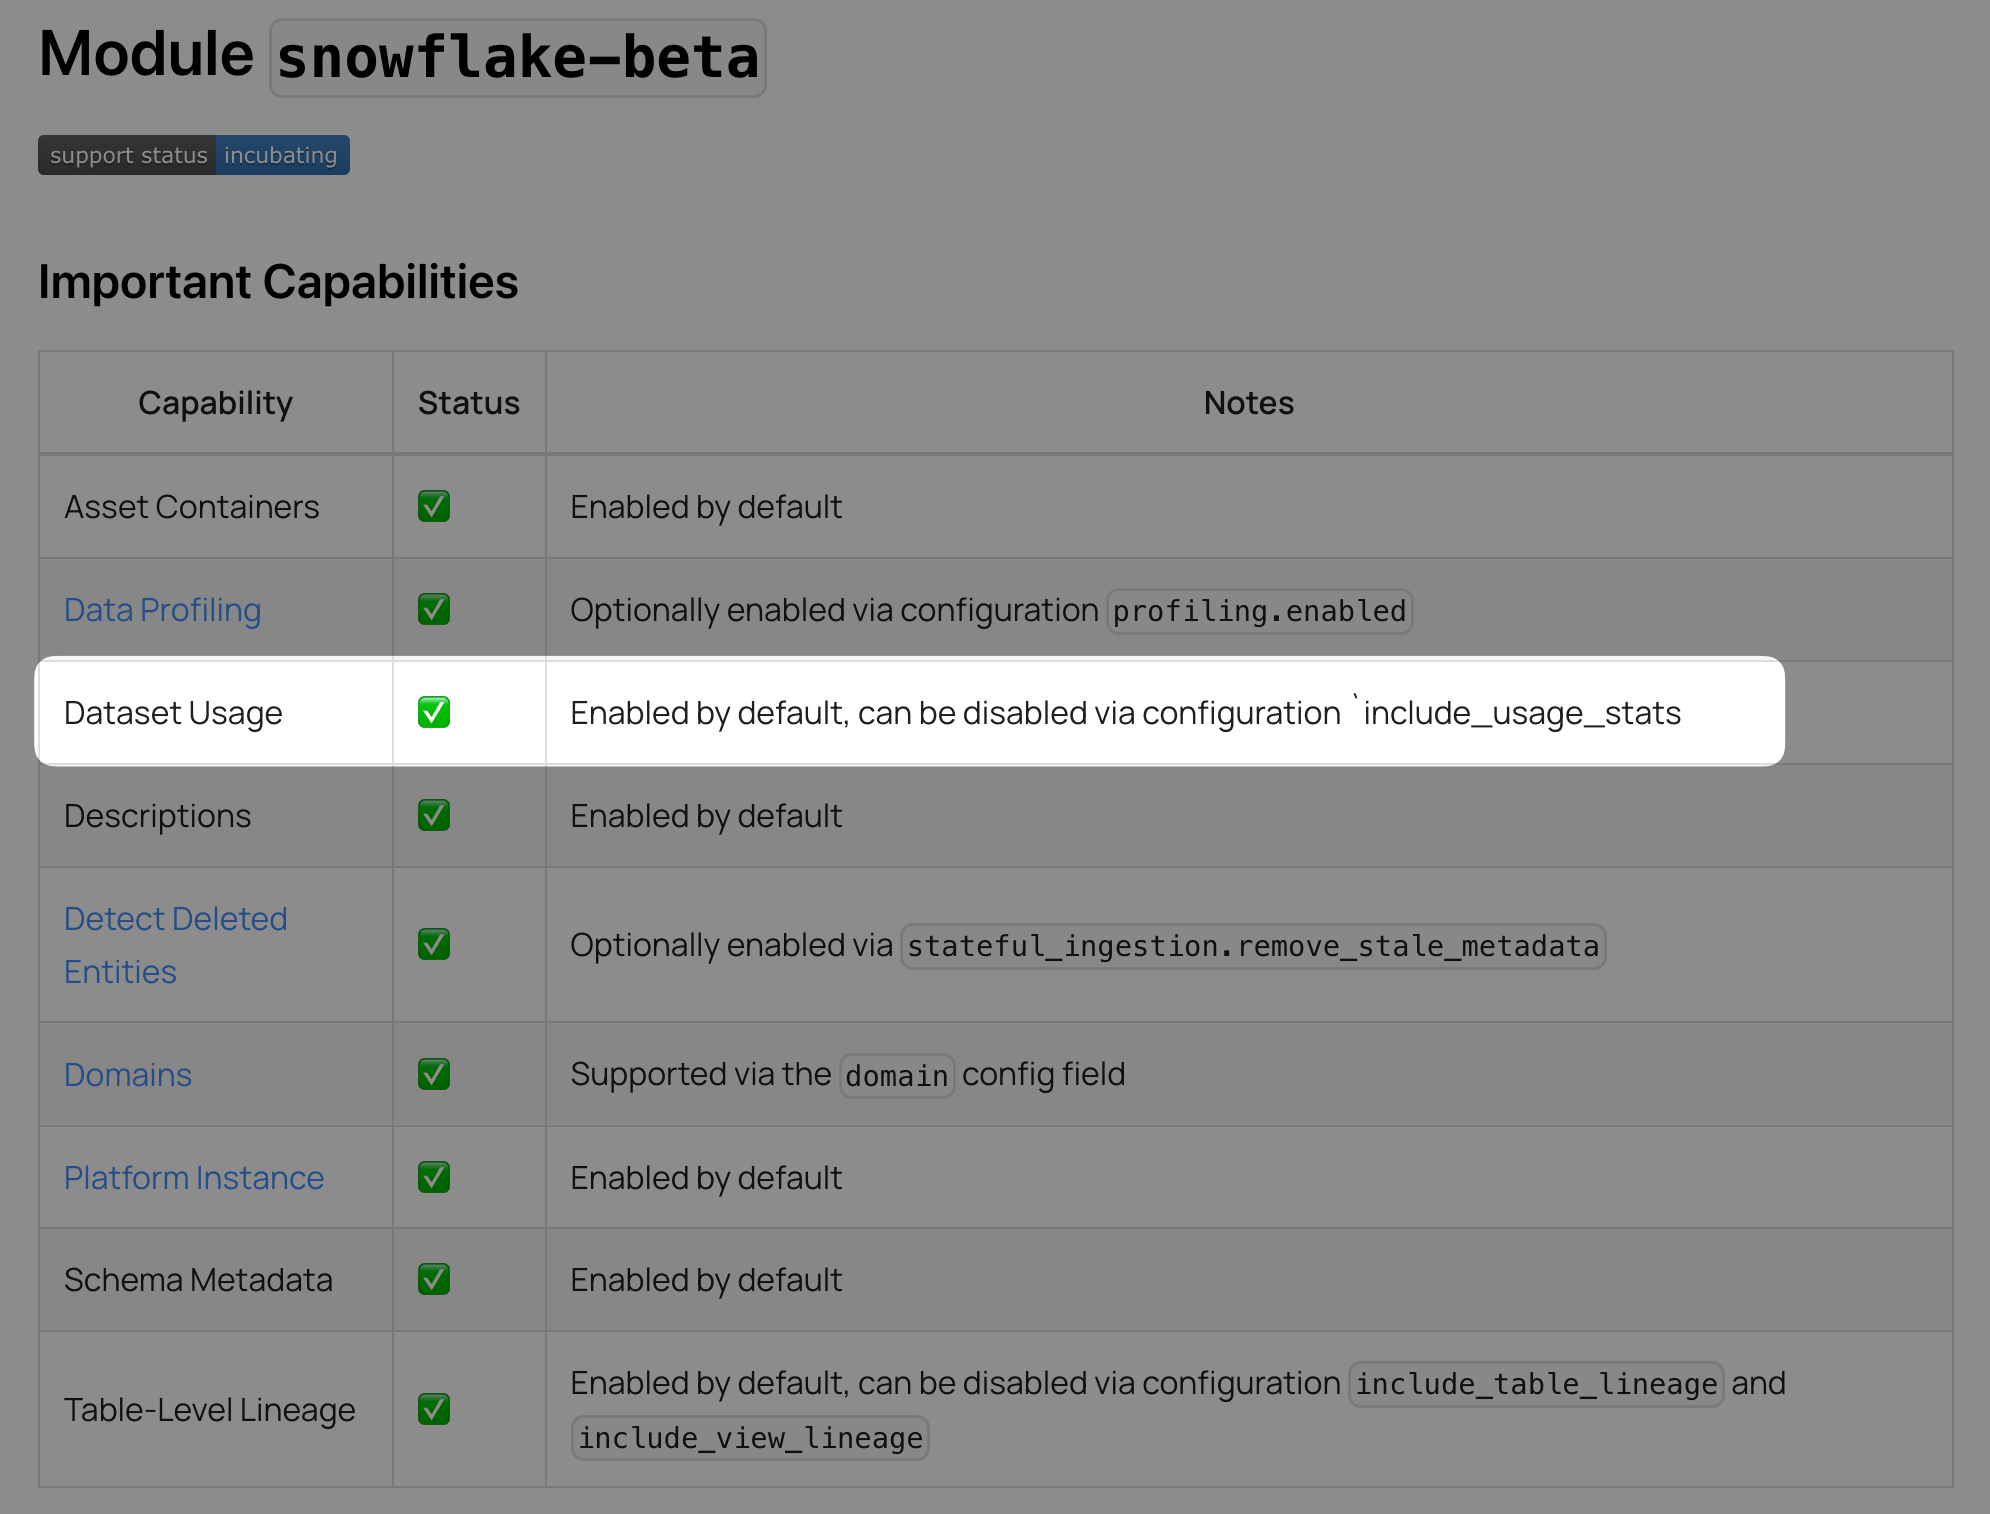 Module snowflake-beta
support status incubating
Important Capabilities
Capability Status Notes
Asset Containers ✅ Enabled by default
Data Profiling ✅ Optionally enabled via configuration profiling.enabled
Dataset Usage ✅ Enabled by default, can be disabled via configuration `include_usage_stats
Descriptions ✅ Enabled by default
Detect Deleted
Entities ✅ Optionally enabled via stateful_ingestion.remove_stale_metadata
Domains ✅ Supported via the domain config field
Platform Instance ✅ Enabled by default
Schema Metadata ✅ Enabled by default
Table-Level Lineage ✅ Enabled by default, can be disabled via configuration include_table_lineage and
include_view_lineage